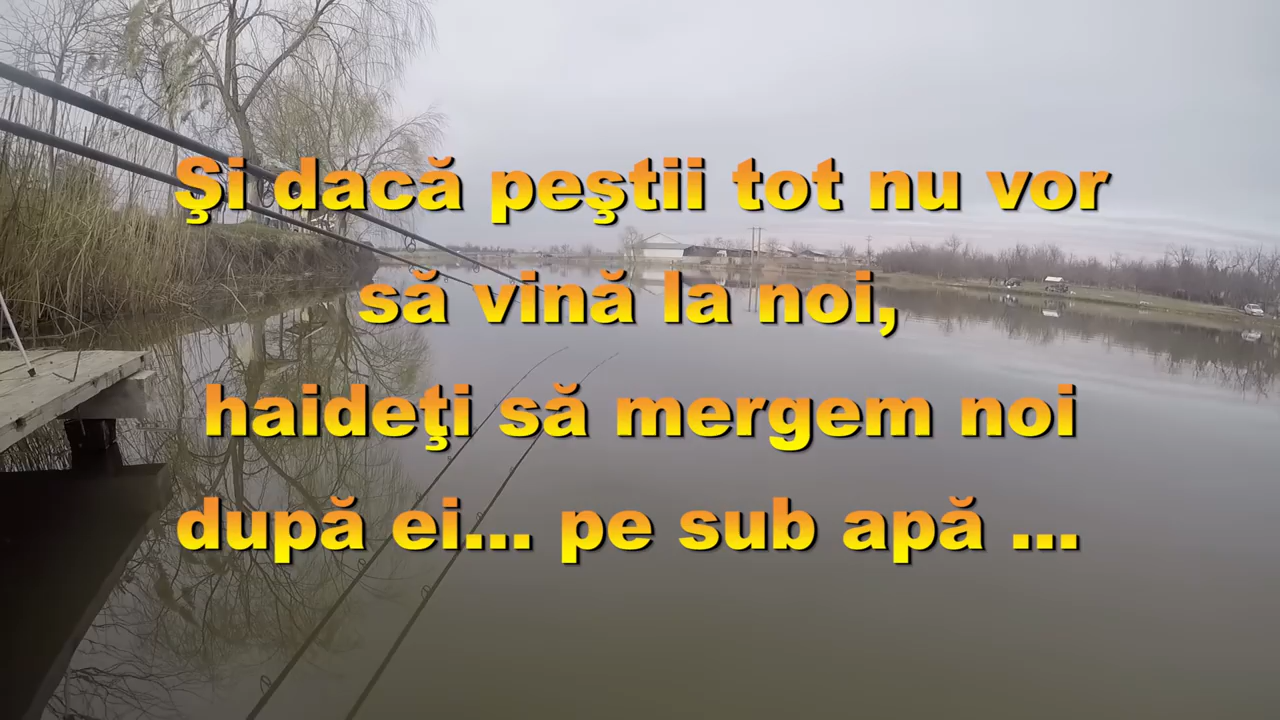 Şi dacă peştii tot nu vor
să vină la noi,
haideţi să mergem noi
după ei... pe sub apă ...